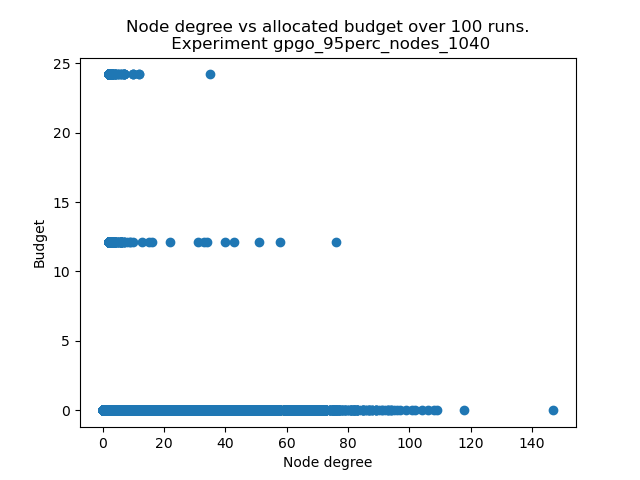 Node degree vs allocated budget over 100 runs.
Experiment gpgo_95perc_nodes_1040
25
20
15
10
5
0
Budget
0 20 40 60 80 100 120 140
Node degree